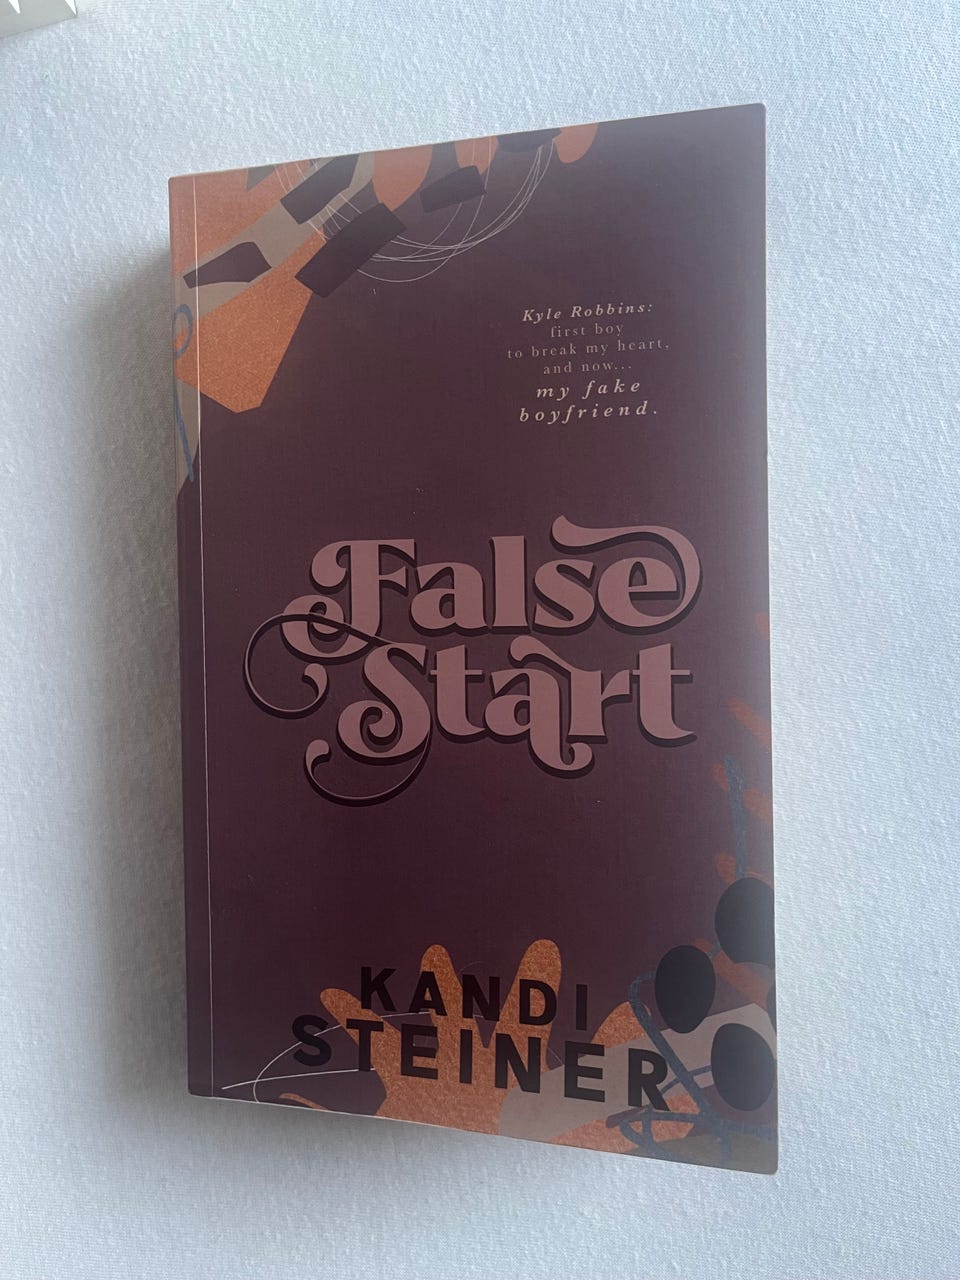 Kyle Robbins:
first boy
to break my heart,
and now...
my fake
boyfriend.
False
Start
KANDI
STEINER